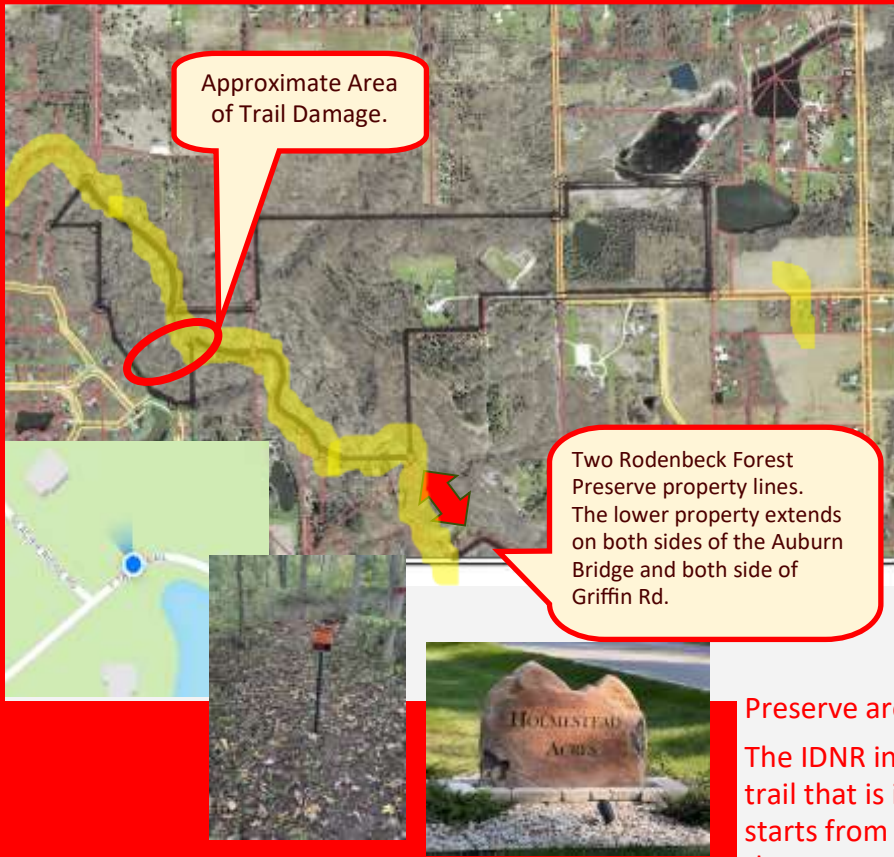 Approximate Area
of Trail Damage.
Two Rodenbeck Forest
Preserve property lines.
The lower property extends
on both sides of the Auburn
Bridge and both side of
Griffin Rd.
HOLMESTEAD
ACRES
Preserve are
The IDNR in
trail that is i
starts from